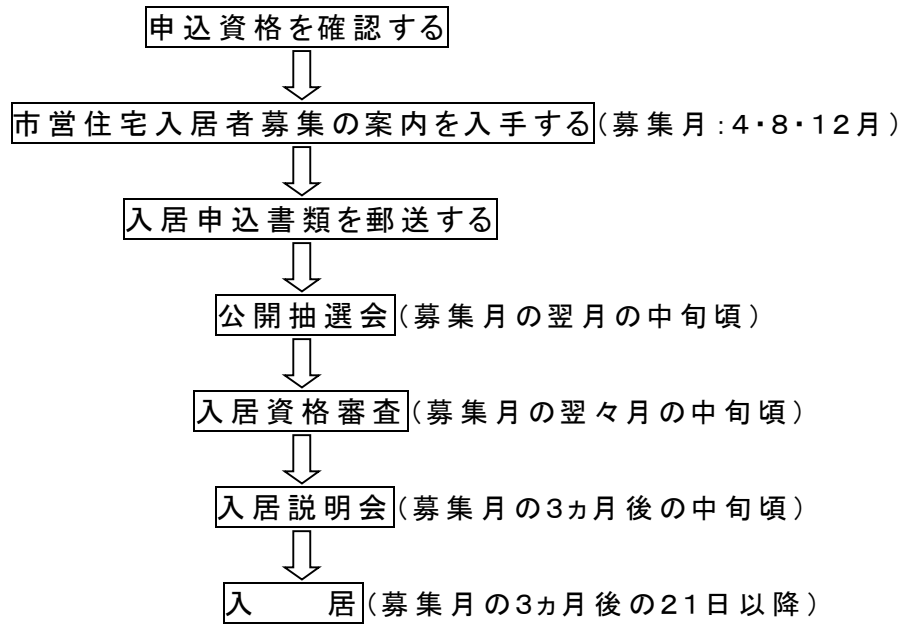 申込資格を確認する
市営住宅入居者募集の案内を入手する(募集月:4・8・12月)
入居申込書類を郵送する
公開抽選会(募集月の翌月の中旬頃)
入居資格審査(募集月の翌々月の中旬頃)
入居説明会(募集月の3ヵ月後の中旬頃)
入　　居(募集月の3ヵ月後の21日以降)